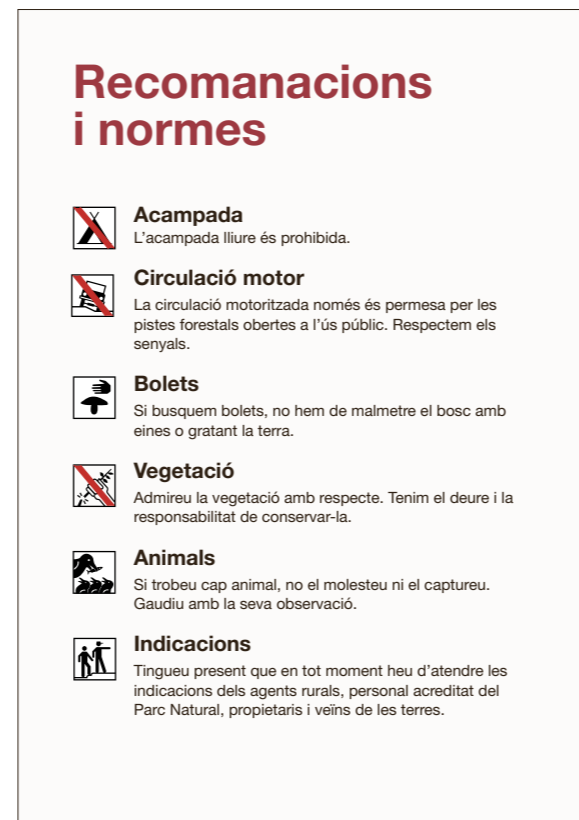 Recomanacions
i normes
Acampada
L'acampada lliure és prohibida.
Circulació motor
La circulació motoritzada només és permesa per les
pistes forestals obertes a l'ús públic. Respectem els
senyals.
Bolets
Si busquem bolets, no hem de malmetre el bosc amb
eines o gratant la terra.
Vegetació
Admireu la vegetació amb respecte. Tenim el deure i la
responsabilitat de conservar-la.
Animals
Si trobeu cap animal, no el molesteu ni el captureu.
Gaudiu amb la seva observació.
Indicacions
Tingueu present que en tot moment heu d'atendre les
indicacions dels agents rurals, personal acreditat del
Parc Natural, propietaris i veïns de les terres.